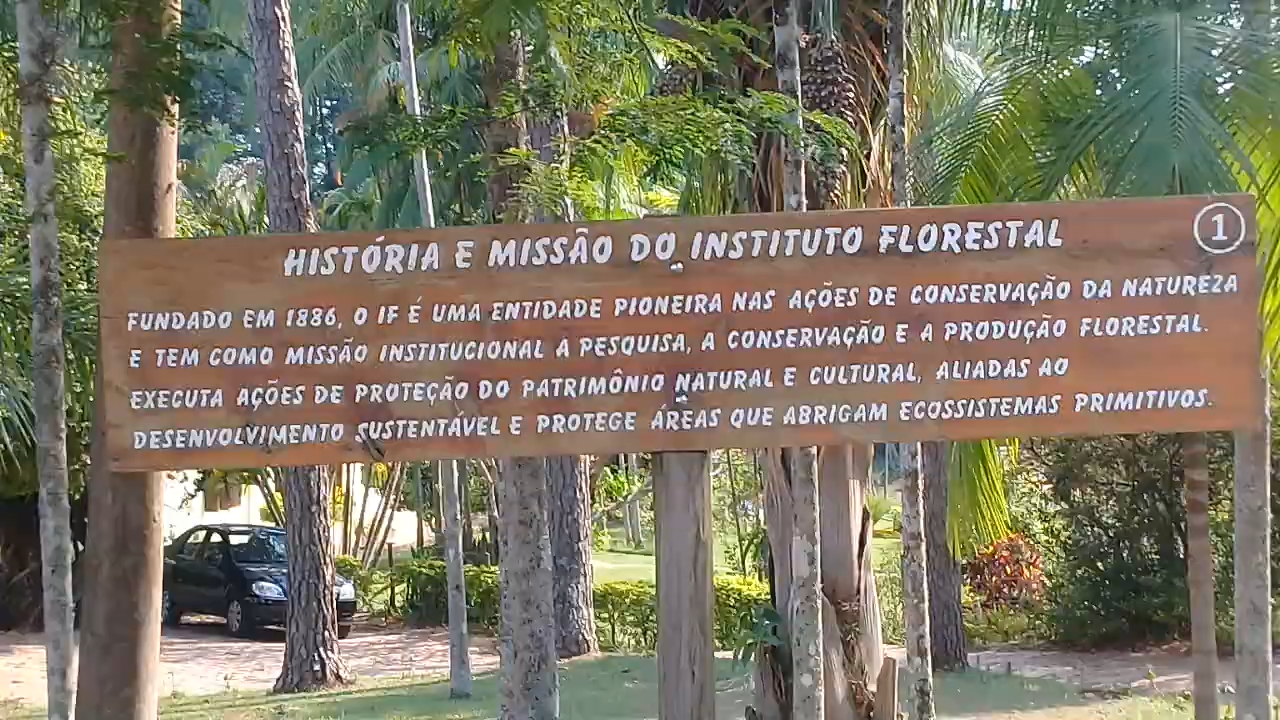 HISTÓRIA E MISSÃO DO INSTITUTO FLORESTAL
1
FUNDADO EM 1886, O IF É UMA ENTIDADE PIONEIRA NAS AÇÕES DE CONSERVAÇÃO DA NATUREZA
E TEM COMO MISSÃO INSTITUCIONAL A PESQUISA, A CONSERVAÇÃO E A PRODUÇÃO FLORESTAL.
EXECUTA AÇÕES DE PROTEÇÃO DO PATRIMÔNIO NATURAL E CULTURAL, ALIADAS AO
DESENVOLVIMENTO SUSTENTÁVEL E PROTEGE ÁREAS QUE ABRIGAM ECOSSISTEMAS PRIMITIVOS.